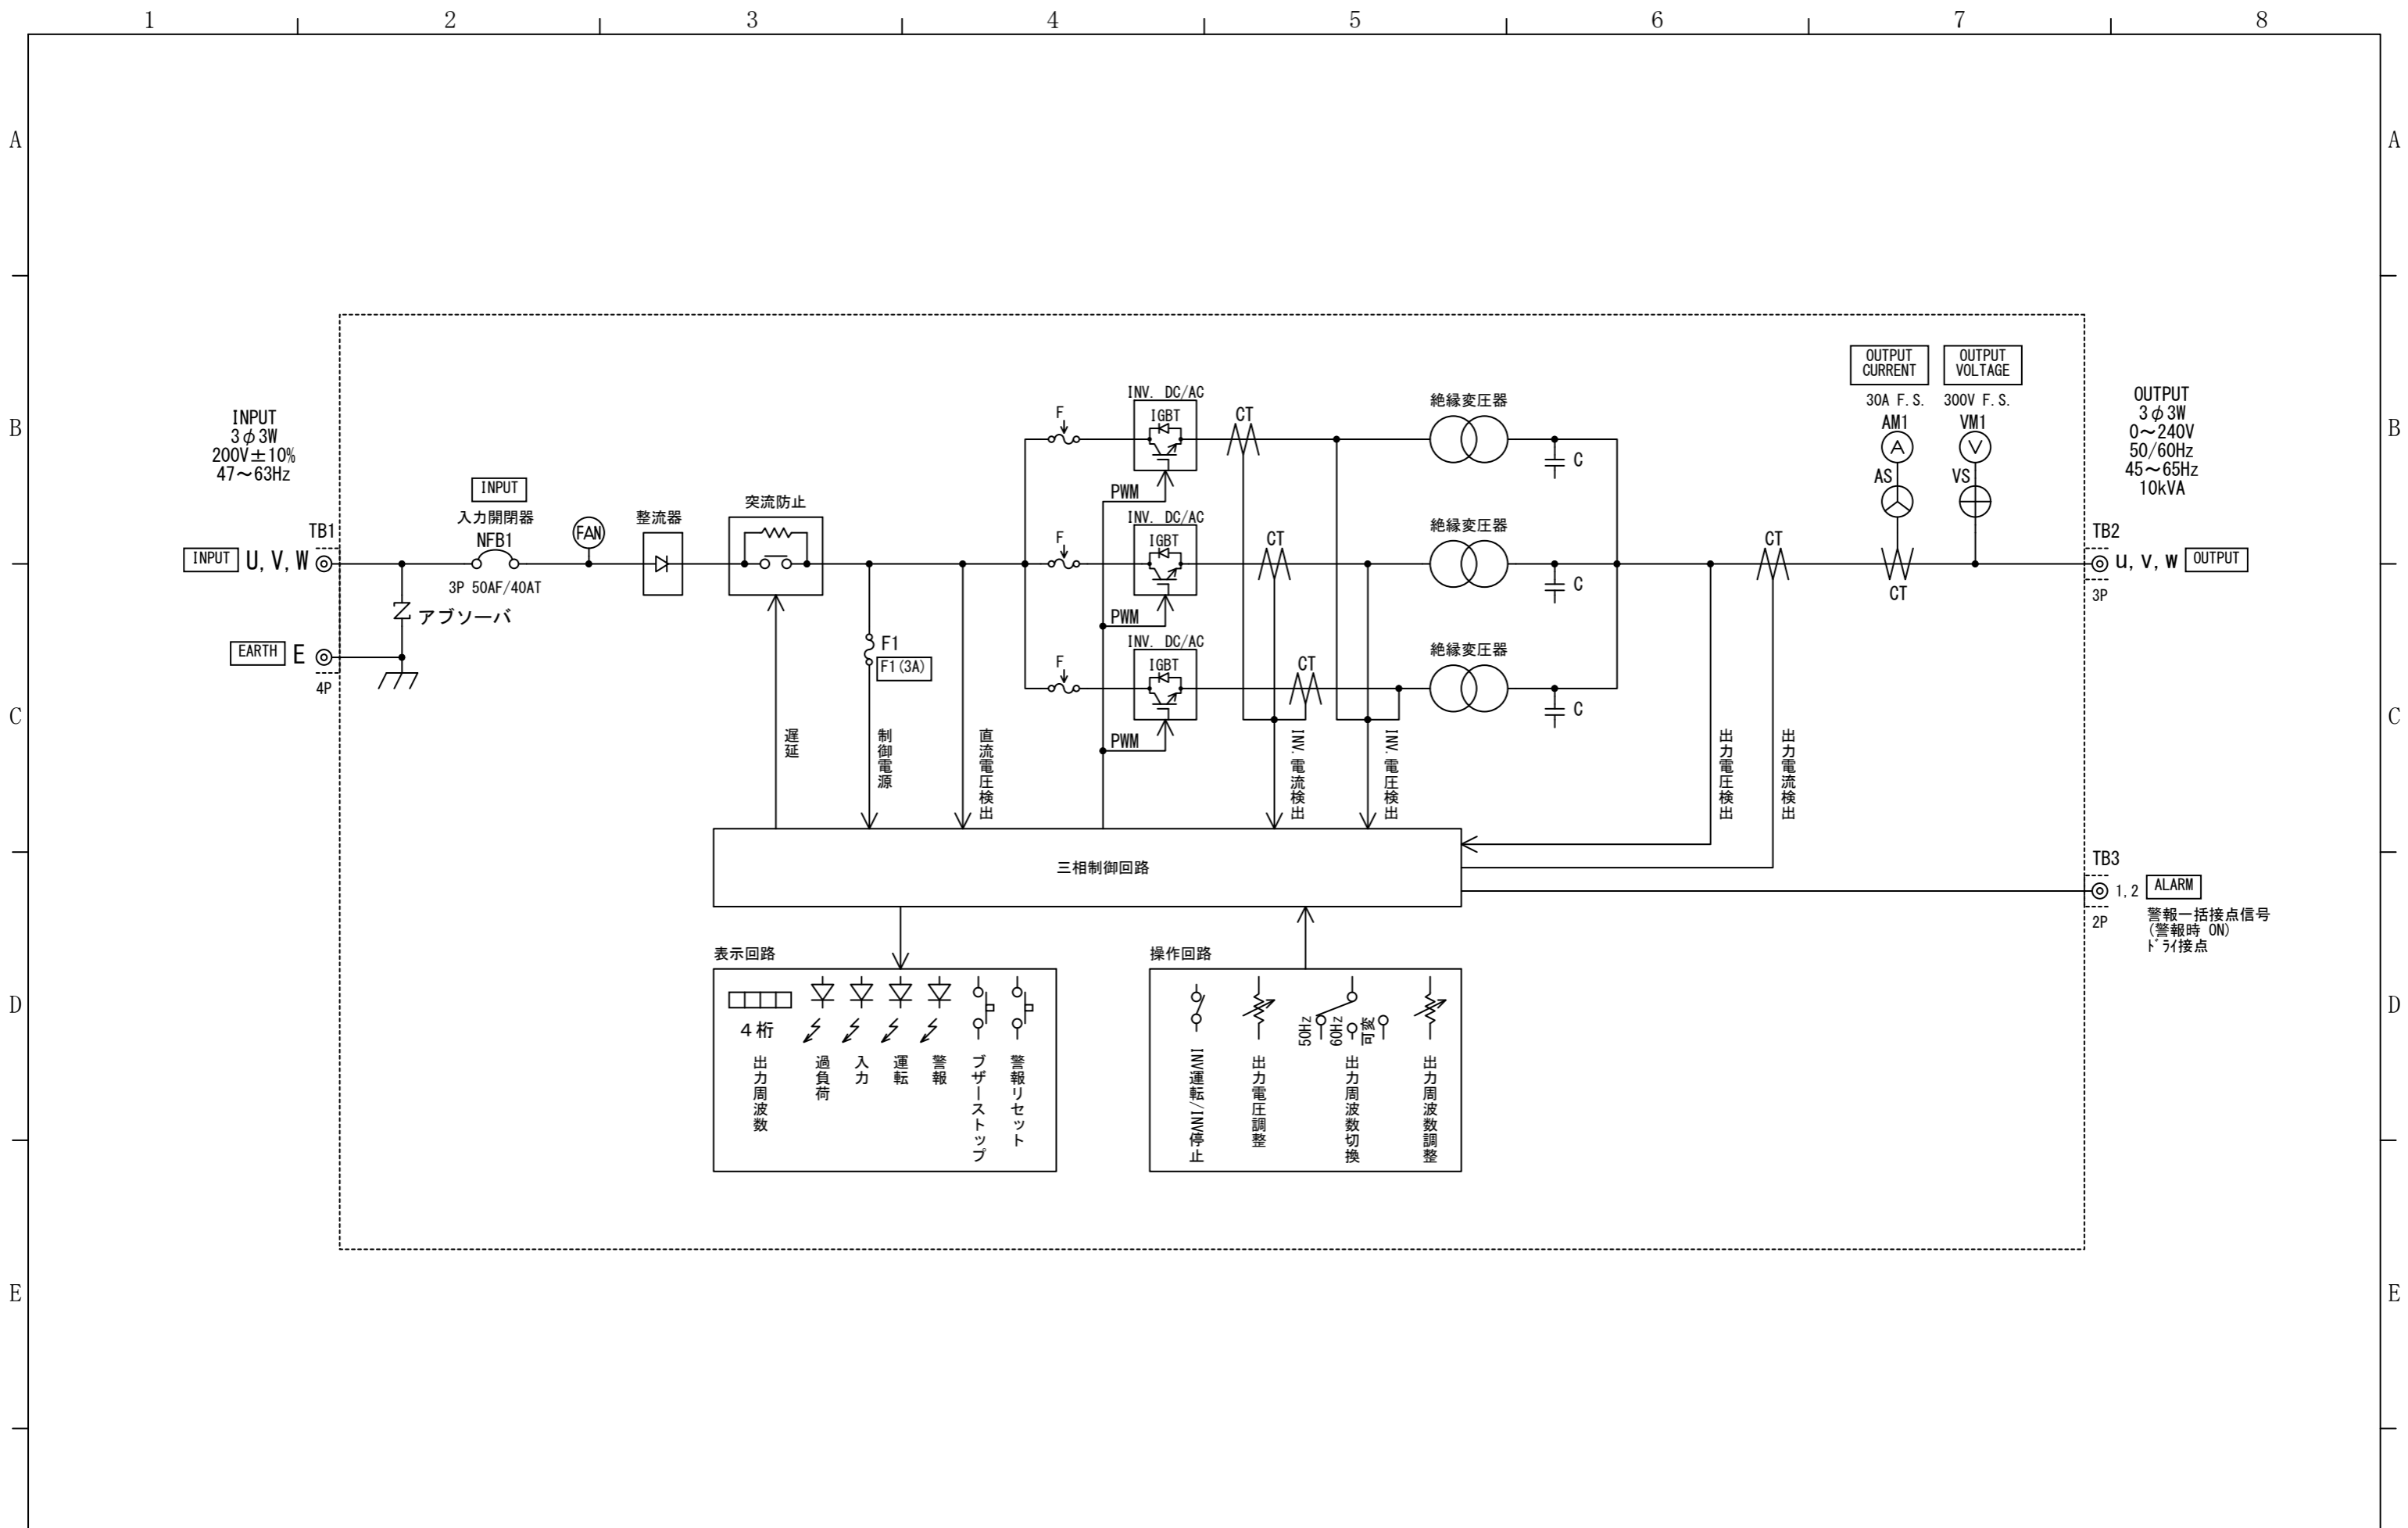 1 2 3 4 5 6 7 8
A
A
OUTPUT
CURRENT
OUTPUT
VOLTAGE
30A F.S.
300V F.S.
AM1
VM1
A
V
AS
VS
INV. DC/AC
IGBT
F
CT
絶縁変圧器
C
B
B
INPUT
3φ3W
200V±10%
47～63Hz
OUTPUT
3φ3W
0～240V
50/60Hz
45～65Hz
10kVA
INPUT
入力開閉器
NFB1
3P 50AF/40AT
FAN
整流器
突流防止
PWM
INV. DC/AC
IGBT
F
CT
絶縁変圧器
C
CT
CT
TB1
INPUT
U, V, W
アブソーバ
EARTH
E
4P
TB2
u, v, w
OUTPUT
3P
F1
F1(3A)
PWM
INV. DC/AC
IGBT
F
CT
絶縁変圧器
C
PWM
C
C
遅延
制御電源
直流電圧検出
INV.電流検出
INV.電圧検出
出力電圧検出
出力電流検出
三相制御回路
TB3
1,2
ALARM
2P
警報一括接点信号
(警報時 ON)
ﾄﾞﾗｲ接点
D
D
表示回路
4桁
出力周波数
過負荷
入力
運転
警報
ブザーストップ
警報リセット
操作回路
50Hz
60Hz
可変
INV運転/INV停止
出力電圧調整
出力周波数切換
出力周波数調整
E
E